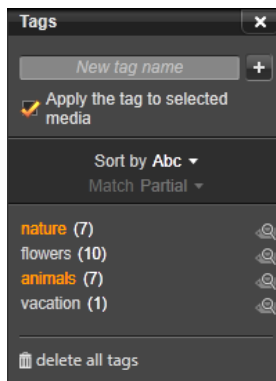 Tags
New tag name
Apply the tag to selected
media
Sort by Abc
Match Partial
nature (7)
flowers (10)
animals (7)
vacation (1)
delete all tags